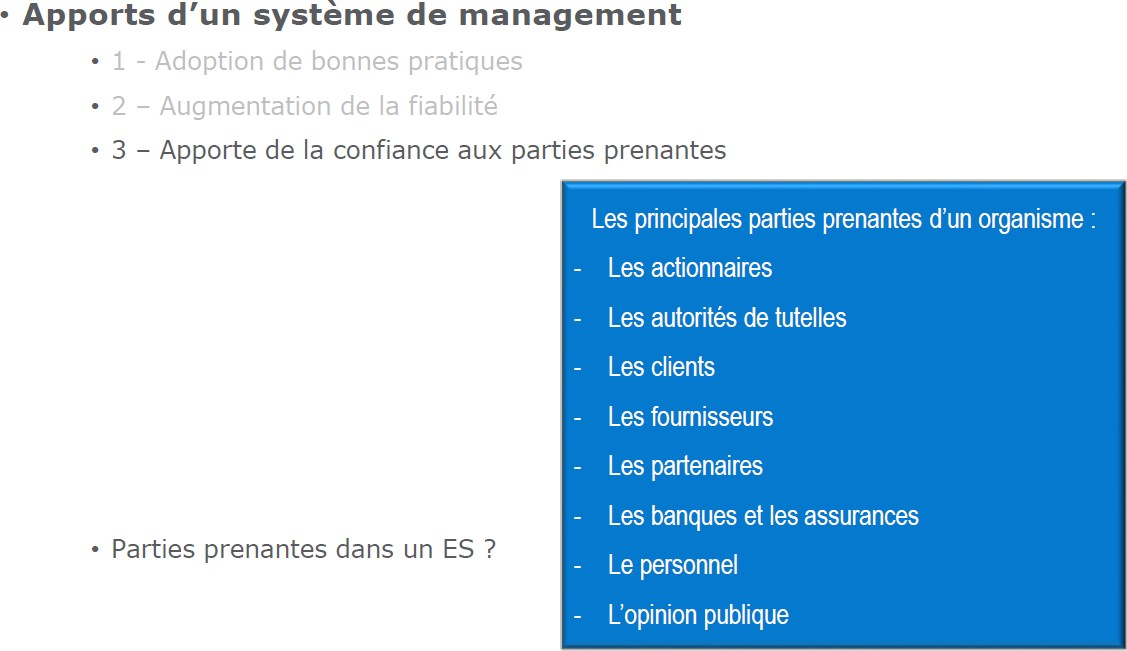 • Apports d’un système de management
• 1 - Adoption de bonnes pratiques
• 2 – Augmentation de la fiabilité
• 3 – Apporte de la confiance aux parties prenantes
Les principales parties prenantes d’un organisme :
- Les actionnaires
- Les autorités de tutelles
- Les clients
- Les fournisseurs
- Les partenaires
- Les banques et les assurances
- Le personnel
- L’opinion publique
• Parties prenantes dans un ES ?